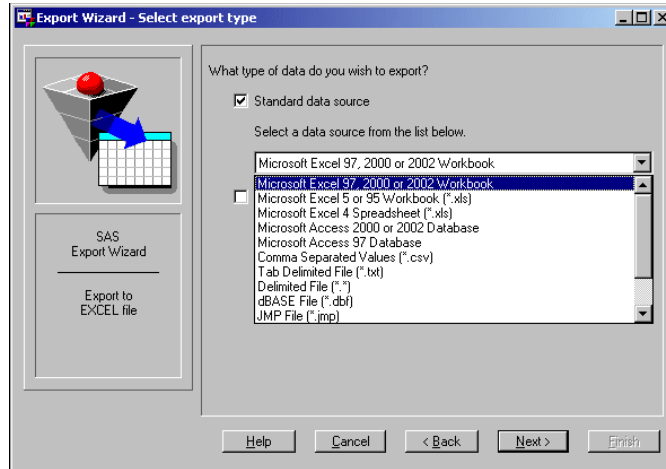 Export Wizard - Select export type
What type of data do you wish to export?
Standard data source
Select a data source from the list below.
Microsoft Excel 97, 2000 or 2002 Workbook
Microsoft Excel 97, 2000 or 2002 Workbook
Microsoft Excel 5 or 95 Workbook (*.xls)
Microsoft Excel 4 Spreadsheet (*.xls)
Microsoft Access 2000 or 2002 Database
Microsoft Access 97 Database
Comma Separated Values (*.csv)
Tab Delimited File (*.txt)
Delimited File (*.*)
dBASE File (*.dbf)
JMP File (*.jmp)
SAS
Export Wizard
Export to
EXCEL file
Help Cancel < Back Next > Finish